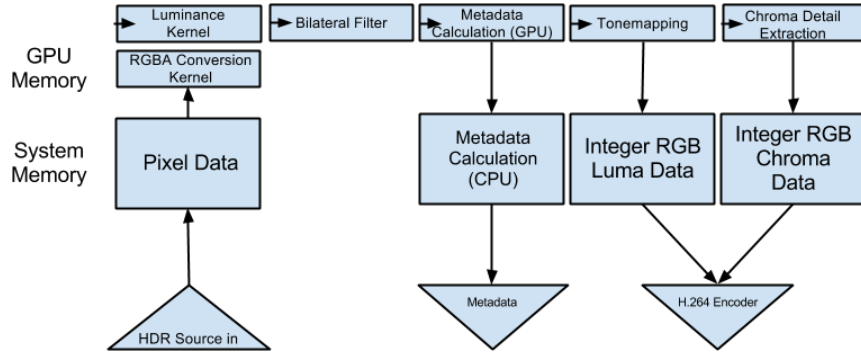 Luminance
Kernel
Bilateral Filter
Metadata
Calculation (GPU)
Tonemapping
Chroma Detail
Extraction
GPU
Memory
RGBA Conversion
Kernel
System
Memory
Pixel Data
Metadata
Calculation
(CPU)
Integer RGB
Luma Data
Integer RGB
Chroma
Data
HDR Source in
Metadata
H.264 Encoder